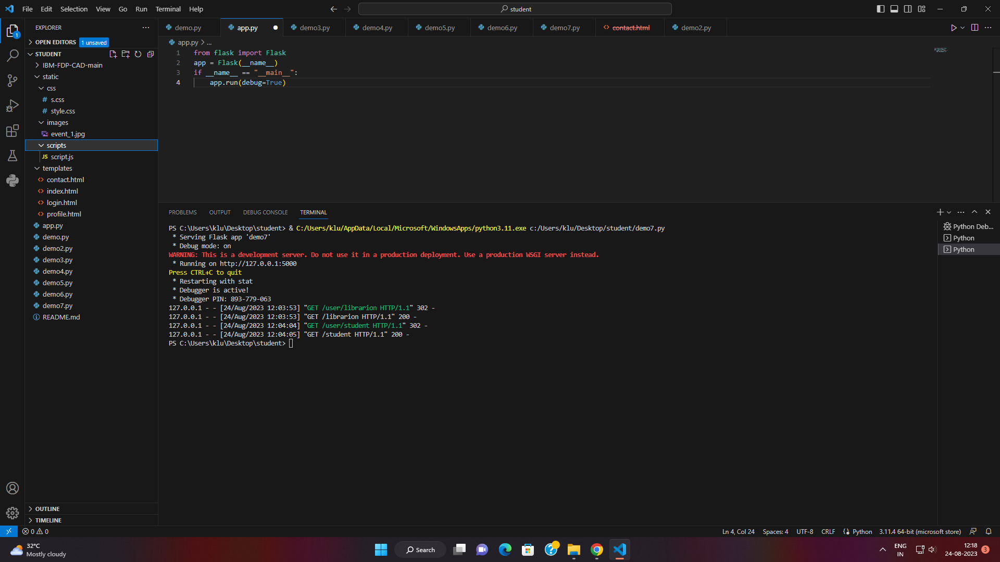 File Edit Selection View Go Run Terminal Help
student
EXPLORER
OPEN EDITORS 1 unsaved
STUDENT
IBM-FDP-CAD-main
static
css
# s.css
# style.css
images
event_1.jpg
scripts
JS script.js
templates
<> contact.html
<> index.html
<> login.html
<> profile.html
app.py
demo.py
demo2.py
demo3.py
demo4.py
demo5.py
demo6.py
demo7.py
README.md
OUTLINE
TIMELINE
demo.py app.py demo3.py demo4.py demo5.py demo6.py demo7.py <> contact.html demo2.py
app.py > ...
1 from flask import Flask
2 app = Flask(__name__)
3 if __name__ == "__main__":
4 app.run(debug=True)
PROBLEMS OUTPUT DEBUG CONSOLE TERMINAL
PS C:\Users\klu\Desktop\student> & C:/Users/klu/AppData/Local/Microsoft/WindowsApps/python3.11.exe c:/Users/klu/Desktop/student/demo7.py
* Serving Flask app 'demo7'
* Debug mode: on
WARNING: This is a development server. Do not use it in a production deployment. Use a production WSGI server instead.
* Running on http://127.0.0.1:5000
Press CTRL+C to quit
* Restarting with stat
* Debugger is active!
* Debugger PIN: 893-779-063
127.0.0.1 - - [24/Aug/2023 12:03:53] "GET /user/librarion HTTP/1.1" 302 -
127.0.0.1 - - [24/Aug/2023 12:03:53] "GET /librarion HTTP/1.1" 200 -
127.0.0.1 - - [24/Aug/2023 12:04:04] "GET /user/student HTTP/1.1" 302 -
127.0.0.1 - - [24/Aug/2023 12:04:05] "GET /student HTTP/1.1" 200 -
PS C:\Users\klu\Desktop\student>
Python Deb...
Python
Python
1
0 0
Ln 4, Col 24 Spaces: 4 UTF-8 CRLF Python 3.11.4 64-bit (microsoft store)
32°C
Mostly cloudy
Search
ENG
IN
12:18
24-08-2023
3